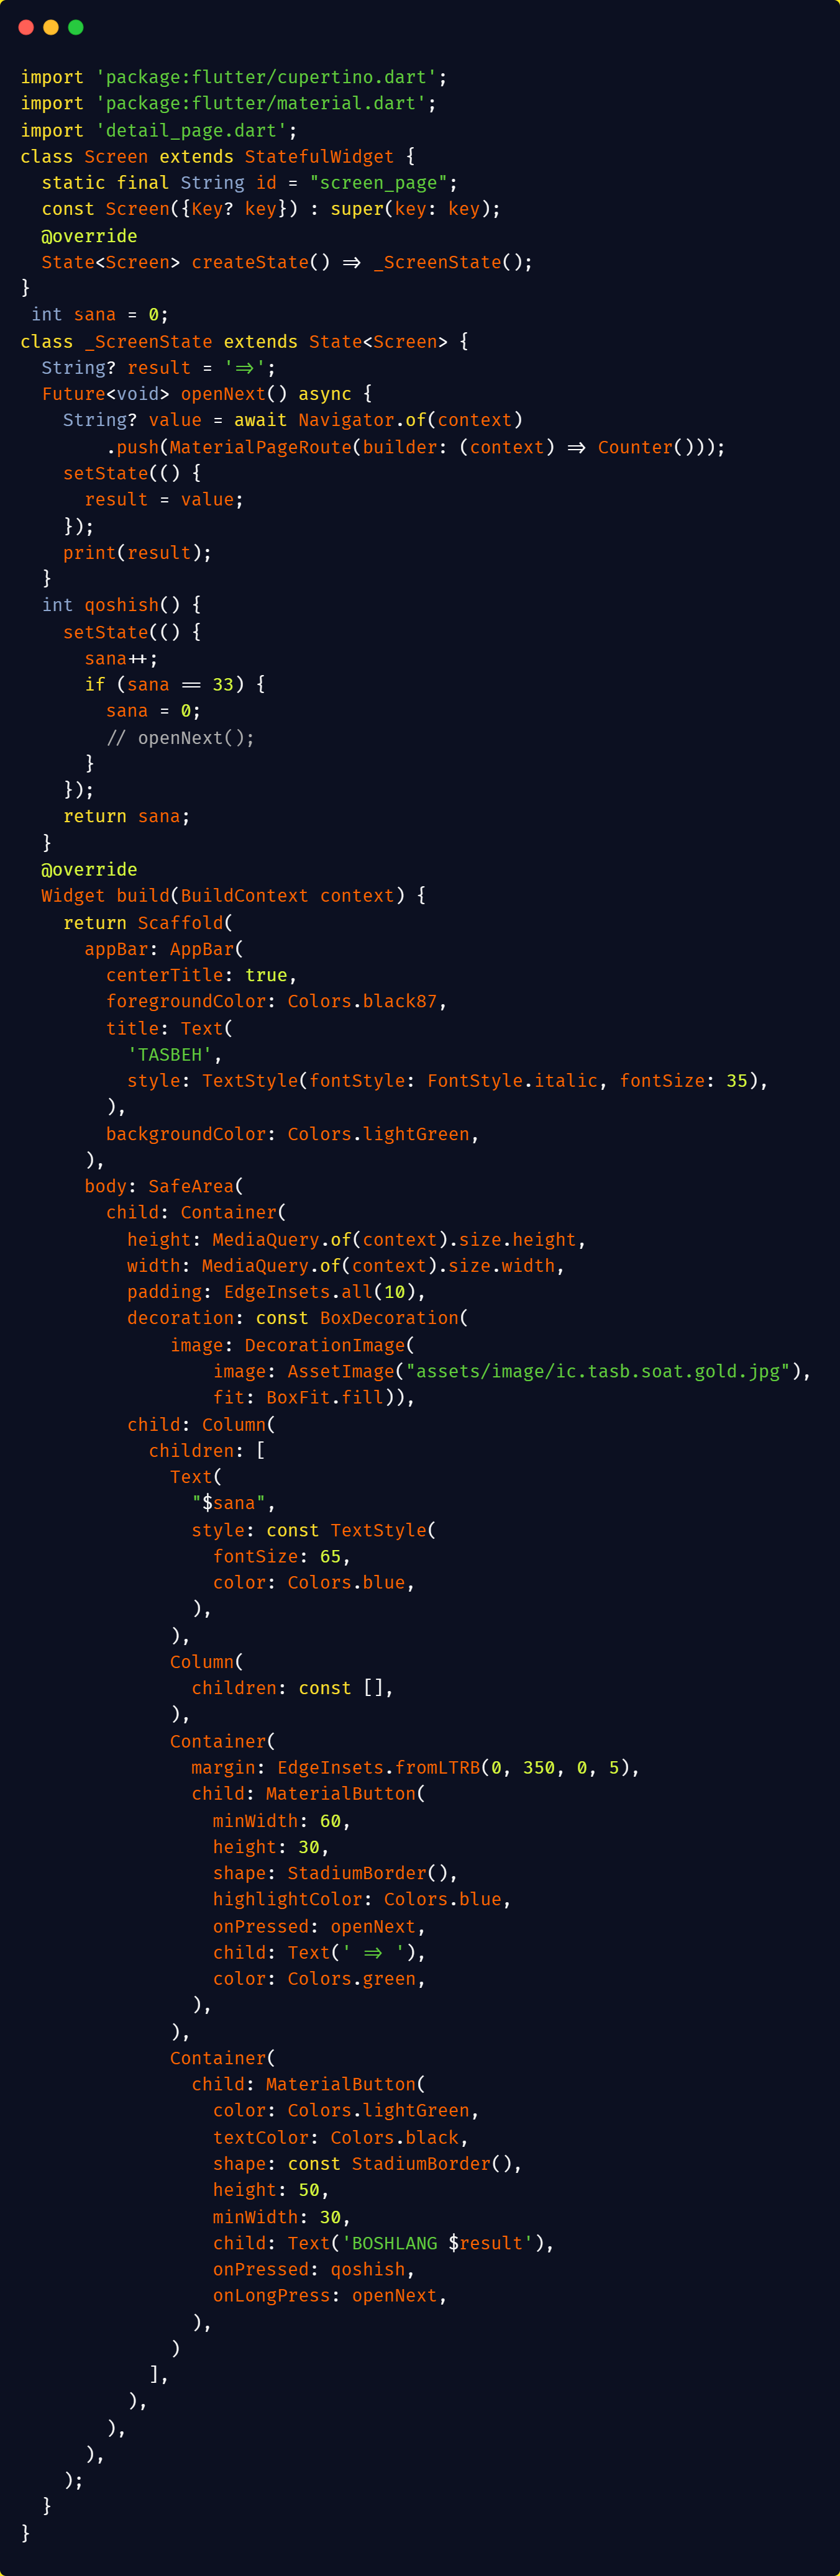 import 'package:flutter/cupertino.dart';
import 'package:flutter/material.dart';
import 'detail_page.dart';
class Screen extends StatefulWidget {
  static final String id = "screen_page";
  const Screen({Key? key}) : super(key: key);
  @override
  State<Screen> createState() => _ScreenState();
}
 int sana = 0;
class _ScreenState extends State<Screen> {
  String? result = '=>';
  Future<void> openNext() async {
    String? value = await Navigator.of(context)
        .push(MaterialPageRoute(builder: (context) => Counter()));
    setState(() {
      result = value;
    });
    print(result);
  }
  int qoshish() {
    setState(() {
      sana++;
      if (sana == 33) {
        sana = 0;
        // openNext();
      }
    });
    return sana;
  }
  @override
  Widget build(BuildContext context) {
    return Scaffold(
      appBar: AppBar(
        centerTitle: true,
        foregroundColor: Colors.black87,
        title: Text(
          'TASBEH',
          style: TextStyle(fontStyle: FontStyle.italic, fontSize: 35),
        ),
        backgroundColor: Colors.lightGreen,
      ),
      body: SafeArea(
        child: Container(
          height: MediaQuery.of(context).size.height,
          width: MediaQuery.of(context).size.width,
          padding: EdgeInsets.all(10),
          decoration: const BoxDecoration(
              image: DecorationImage(
                  image: AssetImage("assets/image/ic.tasb.soat.gold.jpg"),
                  fit: BoxFit.fill)),
          child: Column(
            children: [
              Text(
                "$sana",
                style: const TextStyle(
                  fontSize: 65,
                  color: Colors.blue,
                ),
              ),
              Column(
                children: const [],
              ),
              Container(
                margin: EdgeInsets.fromLTRB(0, 350, 0, 5),
                child: MaterialButton(
                  minWidth: 60,
                  height: 30,
                  shape: StadiumBorder(),
                  highlightColor: Colors.blue,
                  onPressed: openNext,
                  child: Text(' => '),
                  color: Colors.green,
                ),
              ),
              Container(
                child: MaterialButton(
                  color: Colors.lightGreen,
                  textColor: Colors.black,
                  shape: const StadiumBorder(),
                  height: 50,
                  minWidth: 30,
                  child: Text('BOSHLANG $result'),
                  onPressed: qoshish,
                  onLongPress: openNext,
                ),
              )
            ],
          ),
        ),
      ),
    );
  }
}